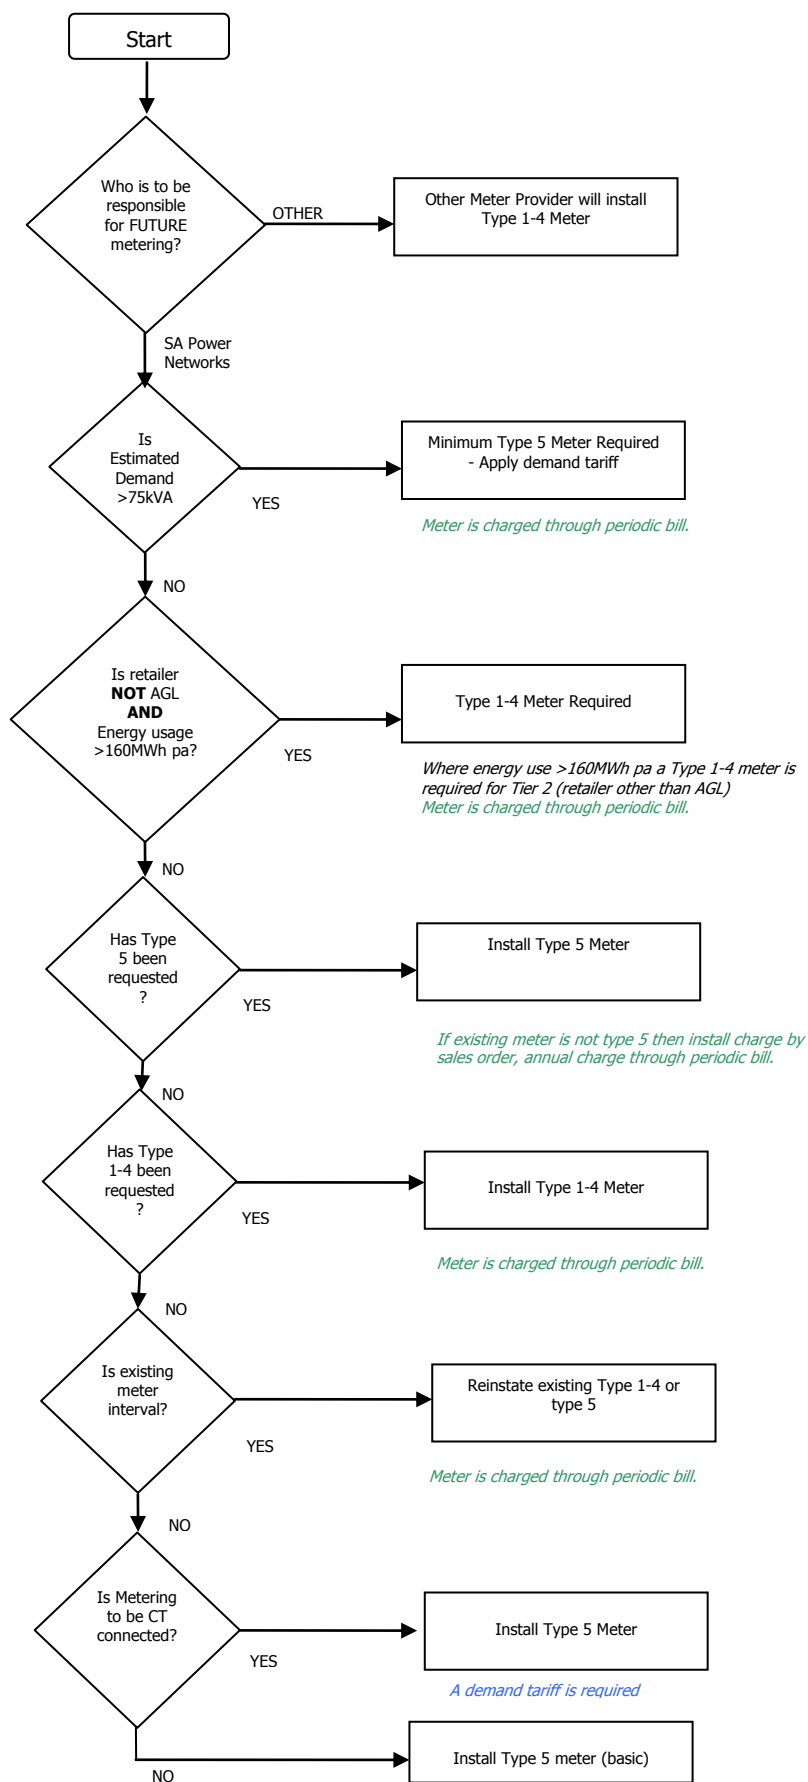 Start
Who is to be
responsible
for FUTURE
metering?
OTHER
Other Meter Provider will install
Type 1-4 Meter
SA Power
Networks
Is
Estimated
Demand
>75kVA
YES
Minimum Type 5 Meter Required
- Apply demand tariff
Meter is charged through periodic bill.
NO
Is retailer
NOT AGL
AND
Energy usage
>160MWh pa?
YES
Type 1-4 Meter Required
Where energy use >160MWh pa a Type 1-4 meter is
required for Tier 2 (retailer other than AGL)
Meter is charged through periodic bill.
NO
Has Type
5 been
requested
?
YES
Install Type 5 Meter
If existing meter is not type 5 then install charge by
sales order, annual charge through periodic bill.
NO
Has Type
1-4 been
requested
?
YES
Install Type 1-4 Meter
Meter is charged through periodic bill.
NO
Is existing
meter
interval?
YES
Reinstate existing Type 1-4 or
type 5
Meter is charged through periodic bill.
NO
Is Metering
to be CT
connected?
YES
Install Type 5 Meter
A demand tariff is required
NO
Install Type 5 meter (basic)